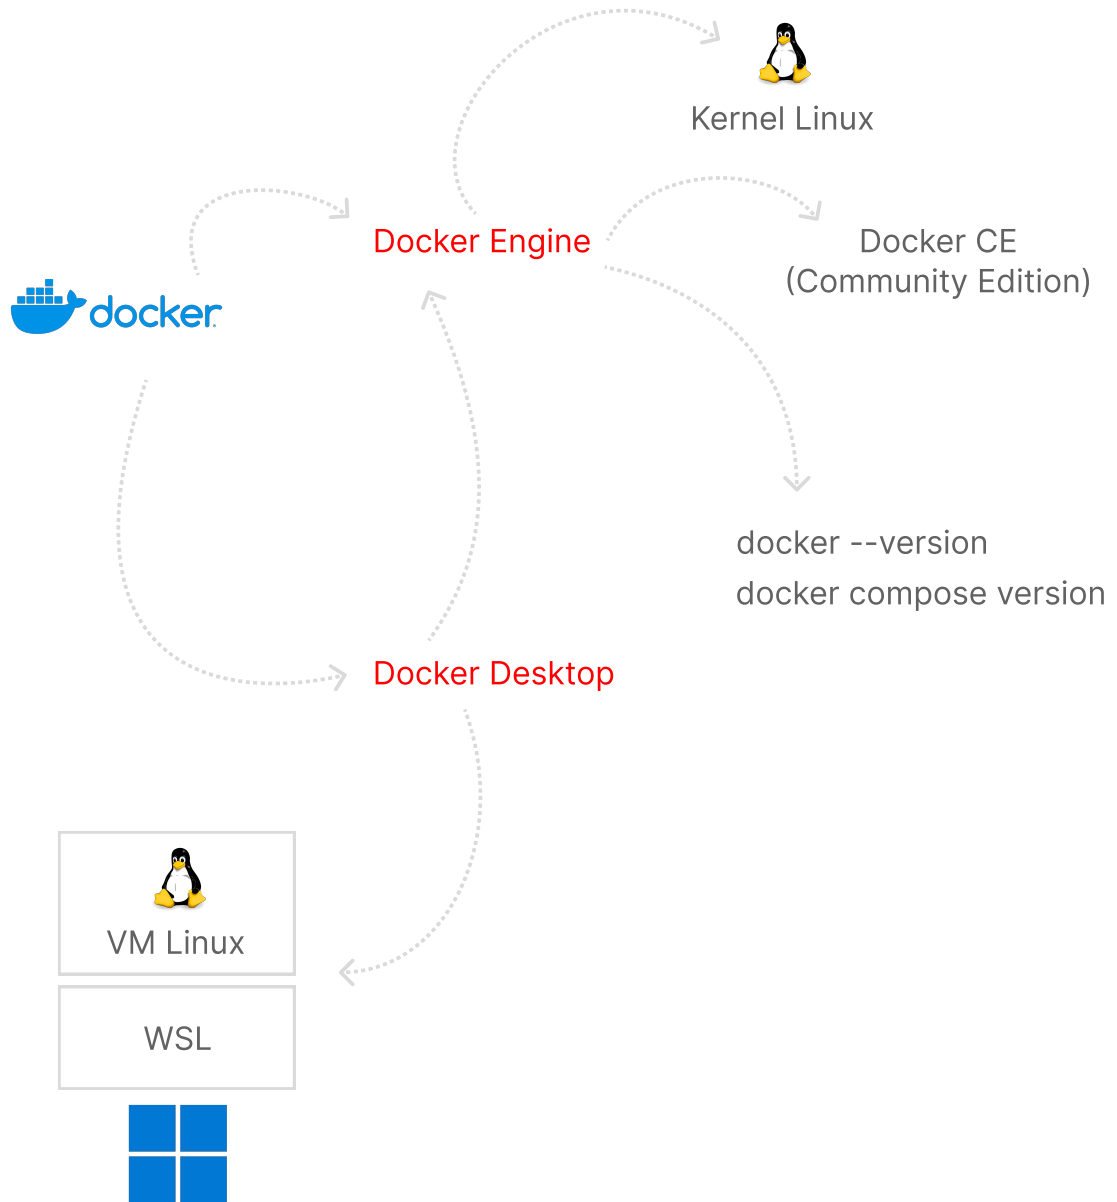 Kernel Linux
Docker Engine
Docker CE
(Community Edition)
docker
docker --version
docker compose version
Docker Desktop
VM Linux
WSL